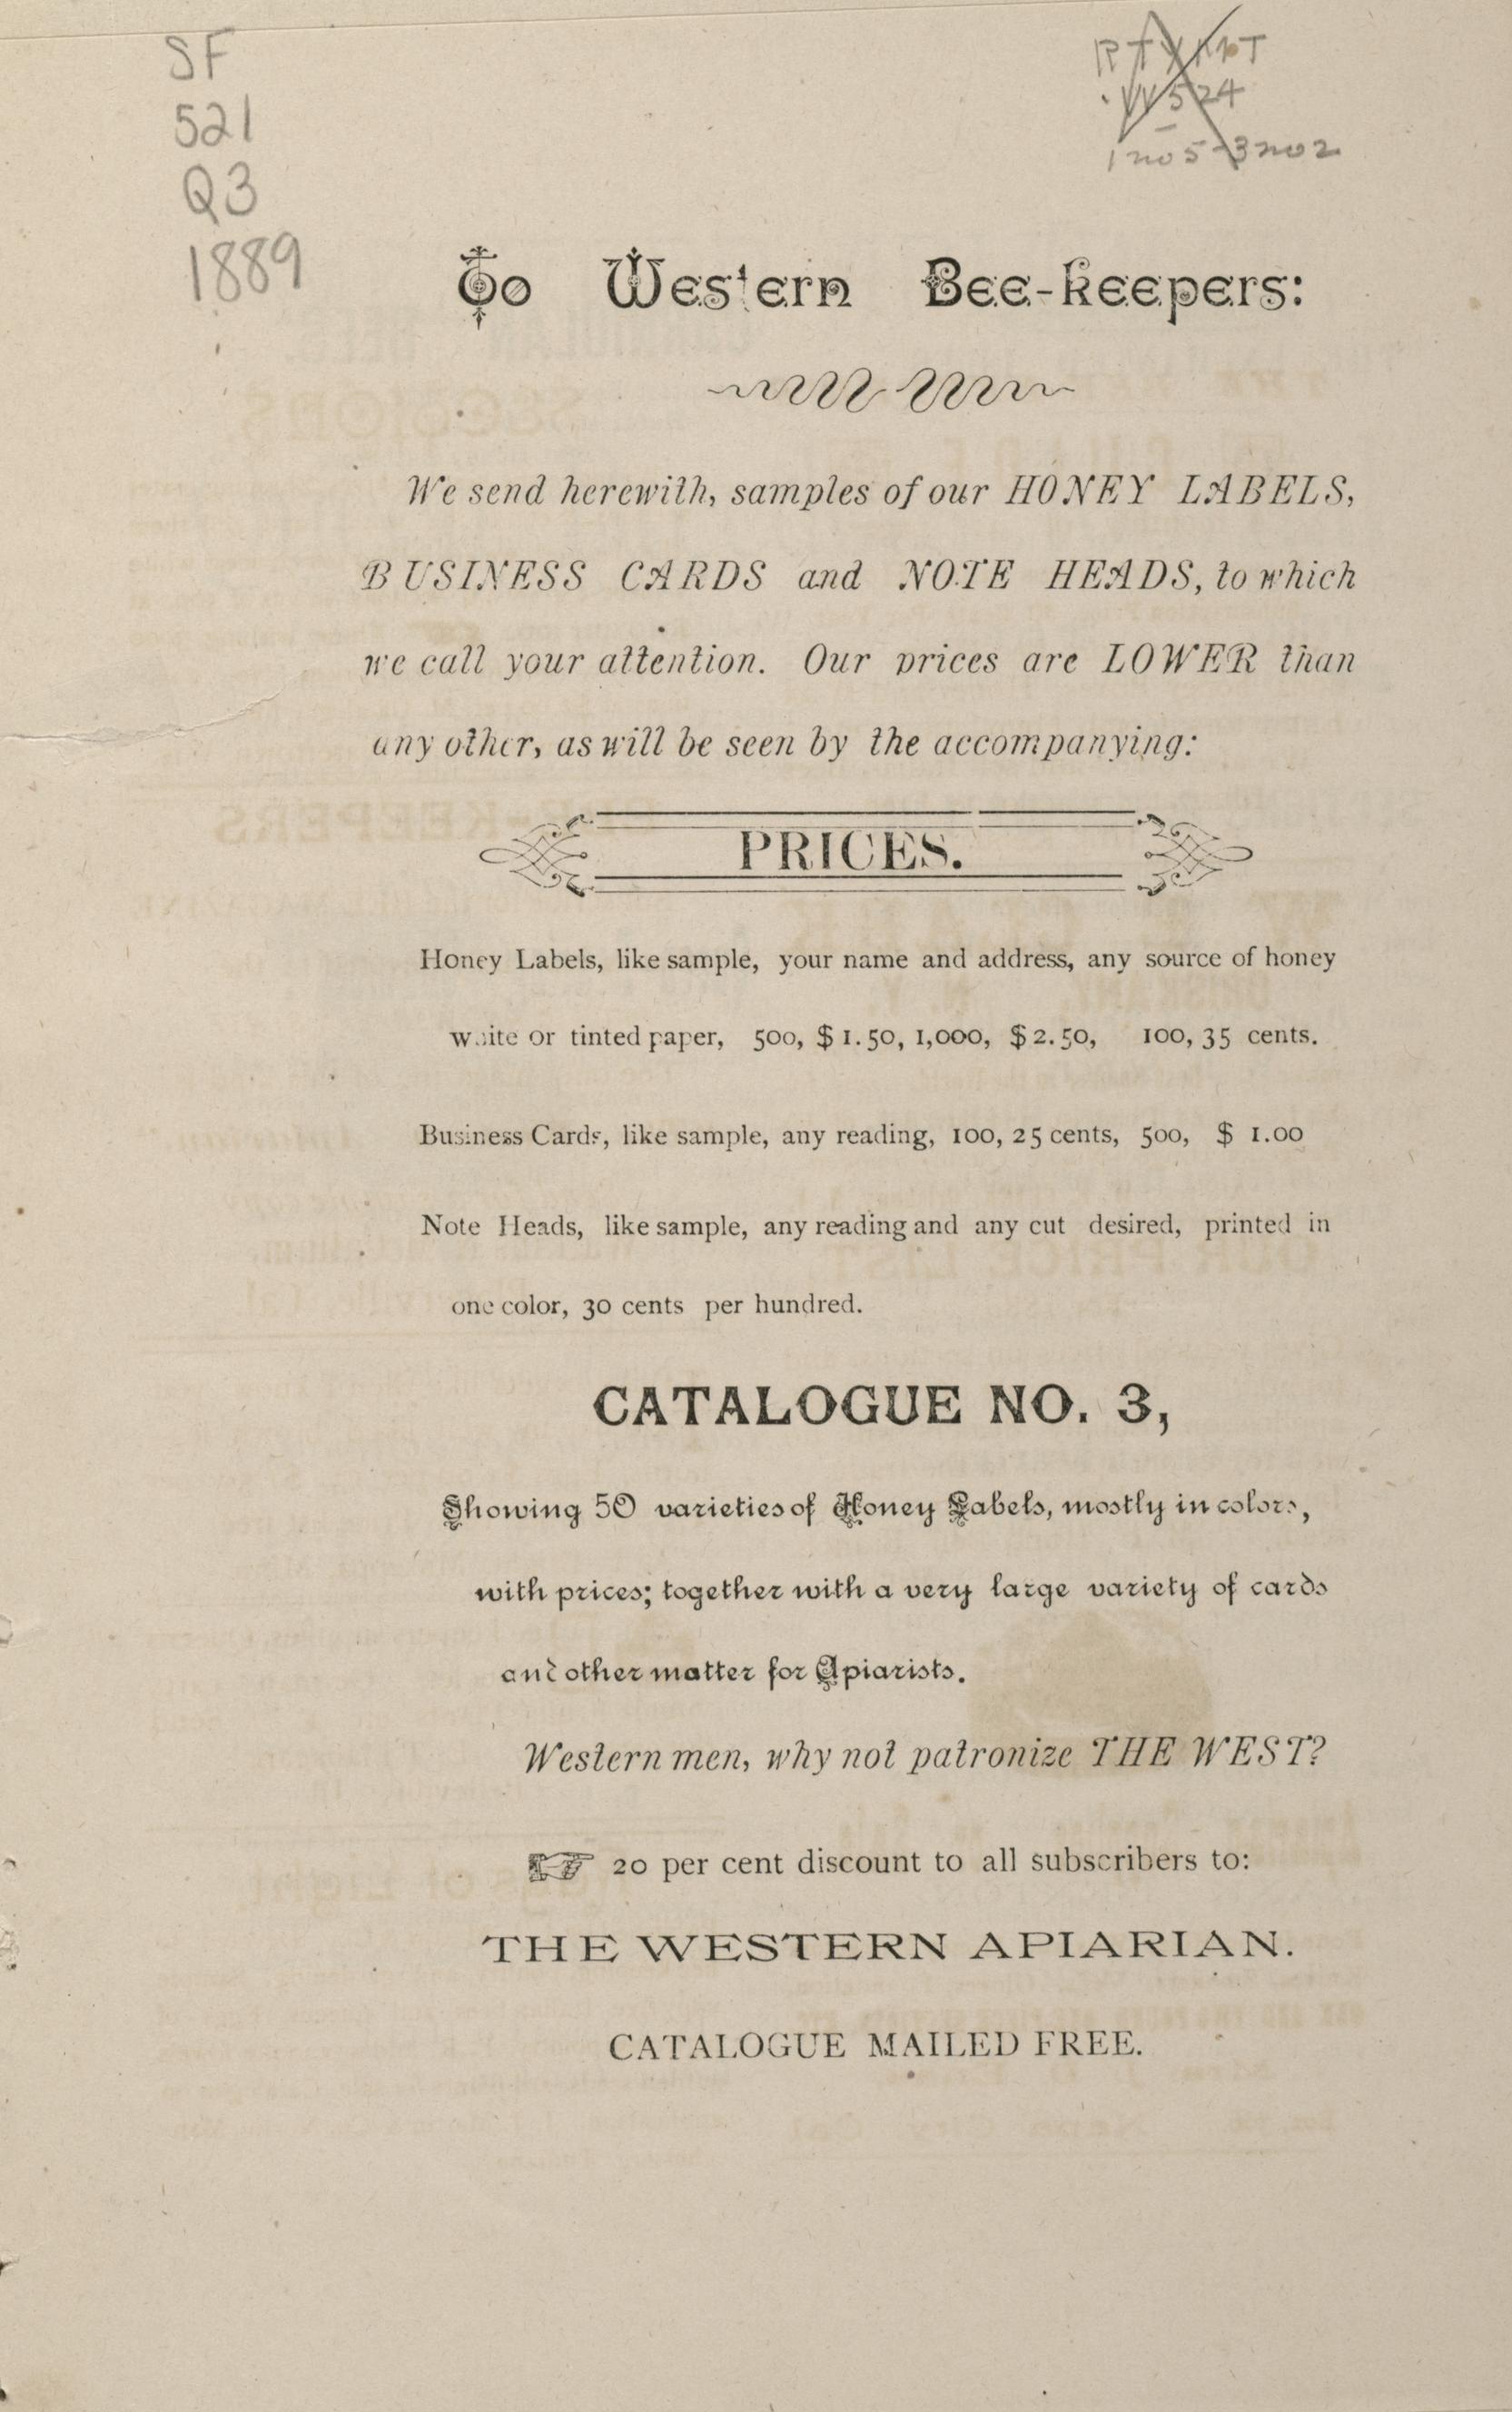 SF
521
Q3
1889
1no5-3no2
To Western Bee-keepers:
We send herewith, samples of our HONEY LABELS,
BUSINESS CARDS and NOTE HEADS, to which
we call your attention. Our prices are LOWER than
any other, as will be seen by the accompanying:
PRICES.
Honey Labels, like sample, your name and address, any source of honey
white or tinted paper, 500, $1.50, 1,000, $2.50, 100, 35 cents.
Business Cards, like sample, any reading, 100, 25 cents, 500, $ 1.00
Note Heads, like sample, any reading and any cut desired, printed in
one color, 30 cents per hundred.
CATALOGUE NO. 3,
Showing 50 varieties of Honey Labels, mostly in colors,
with prices; together with a very large variety of cards
and other matter for Apiarists.
Western men, why not patronize THE WEST?
☞ 20 per cent discount to all subscribers to:
THE WESTERN APIARIAN.
CATALOGUE MAILED FREE.